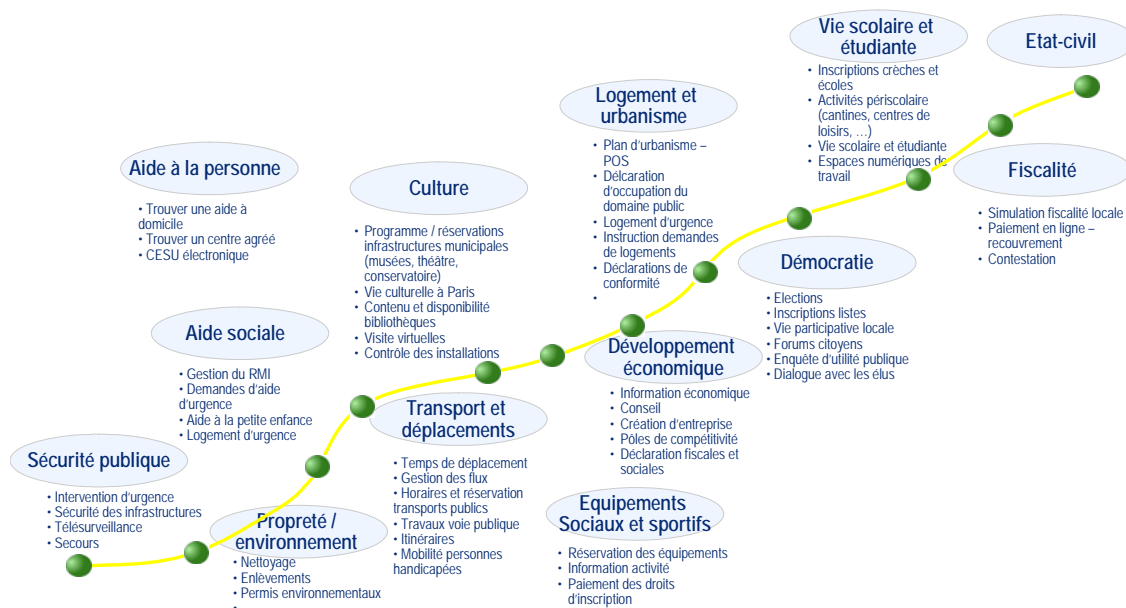 Vie scolaire et
étudiante
• Inscriptions crèches et
écoles
• Activités périscolaire
(cantines, centres de
loisirs, …)
• Vie scolaire et étudiante
• Espaces numériques de
travail
Etat-civil
Logement et
urbanisme
• Plan d'urbanisme –
POS
• Délcaration
d'occupation du
domaine public
• Logement d'urgence
• Instruction demandes
de logements
• Déclarations de
conformité
•
Aide à la personne
• Trouver une aide à
domicile
• Trouver un centre agréé
• CESU électronique
Culture
• Programme / réservations
infrastructures municipales
(musées, théâtre,
conservatoire)
• Vie culturelle à Paris
• Contenu et disponibilité
bibliothèques
• Visite virtuelles
• Contrôle des installations
Fiscalité
• Simulation fiscalité locale
• Paiement en ligne –
recouvrement
• Contestation
Démocratie
• Elections
• Inscriptions listes
• Vie participative locale
• Forums citoyens
• Enquête d'utilité publique
• Dialogue avec les élus
Aide sociale
• Gestion du RMI
• Demandes d'aide
d'urgence
• Aide à la petite enfance
• Logement d'urgence
Développement
économique
• Information économique
• Conseil
• Création d'entreprise
• Pôles de compétitivité
• Déclaration fiscales et
sociales
Transport et
déplacements
• Temps de déplacement
• Gestion des flux
• Horaires et réservation
transports publics
• Travaux voie publique
• Itinéraires
• Mobilité personnes
handicapées
Sécurité publique
• Intervention d'urgence
• Sécurité des infrastructures
• Télésurveillance
• Secours
Propreté /
environnement
• Nettoyage
• Enlèvements
• Permis environnementaux
•
Equipements
Sociaux et sportifs
• Réservation des équipements
• Information activité
• Paiement des droits
d'inscription